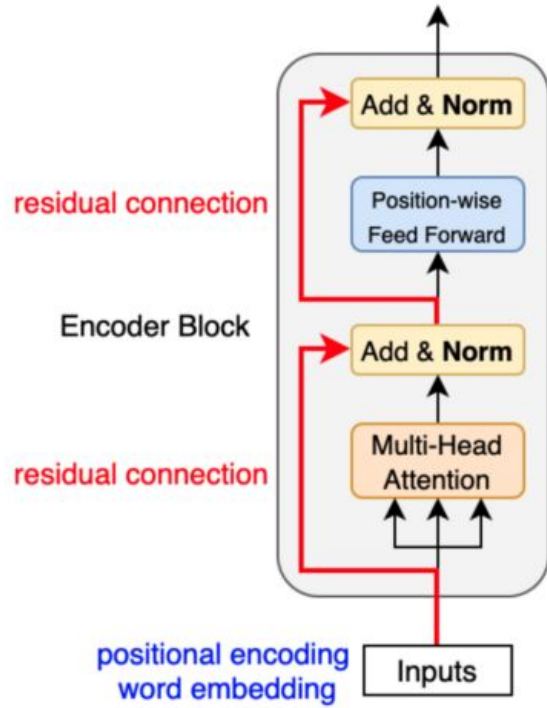 Add & Norm
residual connection
Position-wise
Feed Forward
Encoder Block
Add & Norm
residual connection
Multi-Head
Attention
positional encoding
word embedding
Inputs